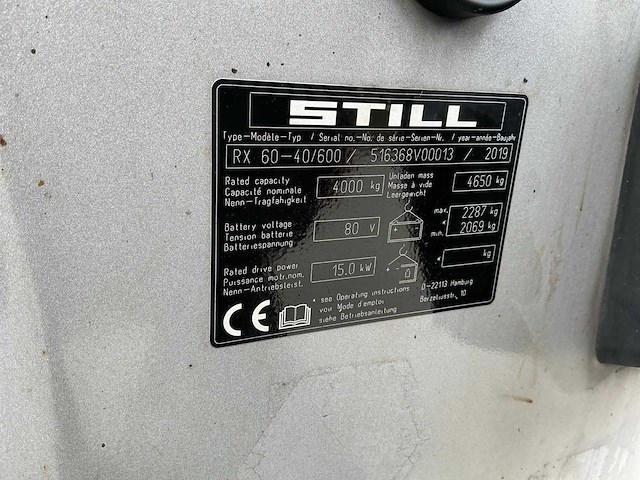 STILL
Type-Modèle-Typ / Serial no.-No. de série-Serien-Nr. / year-année-Baujahr
RX 60-40/600 / 516368V00013 / 2019
Rated capacity
Capacité nominale
Nenn-Tragfähigkeit
4000 kg
Unladen mass
Masse à vide
Leergewicht
4650 kg
Battery voltage
Tension batterie
Batteriespannung
80 V
max. 2287 kg
min. 2069 kg
kg
Rated drive power
Puissance motr.nom.
Nenn-Antriebsleist.
15.0 kW
* see Operating instructions
voir Mode d'emploi
siehe Betriebsanleitung
D-22113 Hamburg
Berzeliusstr. 10
CE